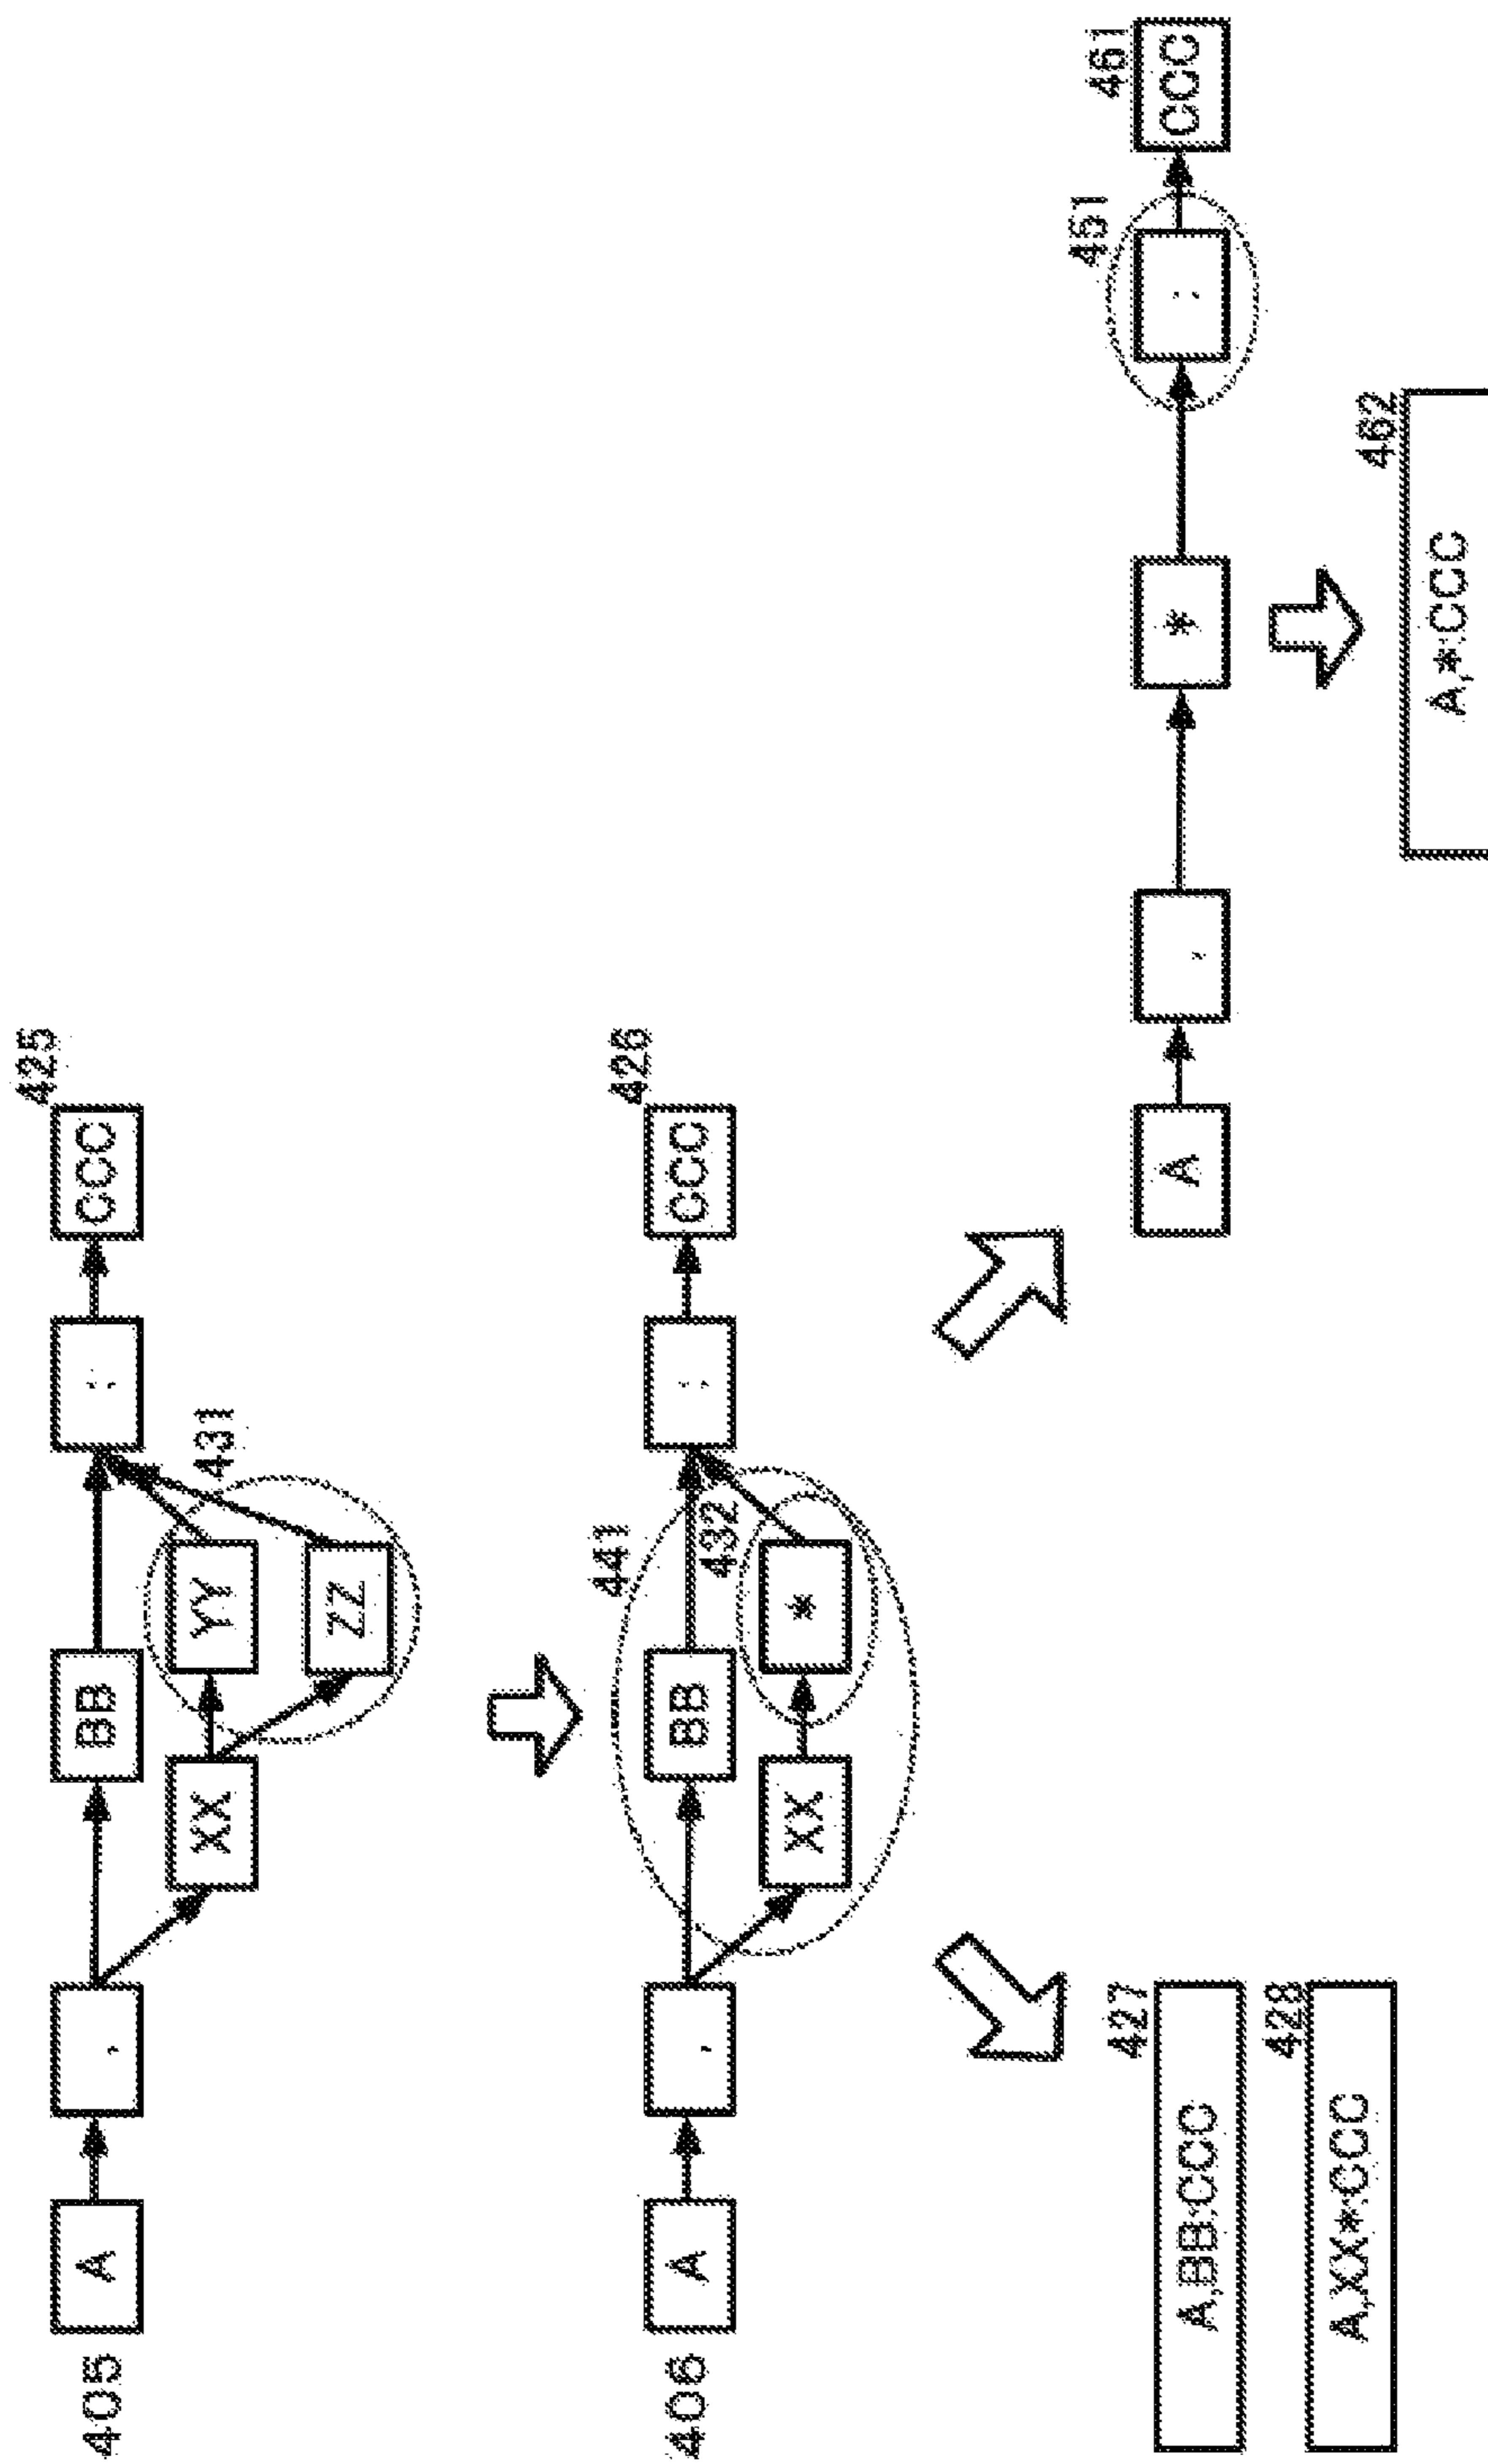 425
405 A , BB : CCC
XX YY 431
ZZ
441 426
406 A , BB : CCC
432
XX *
427
A,BB:CCC
428
A,XX*:CCC
451 461
A , * : CCC
462
A,*:CCC